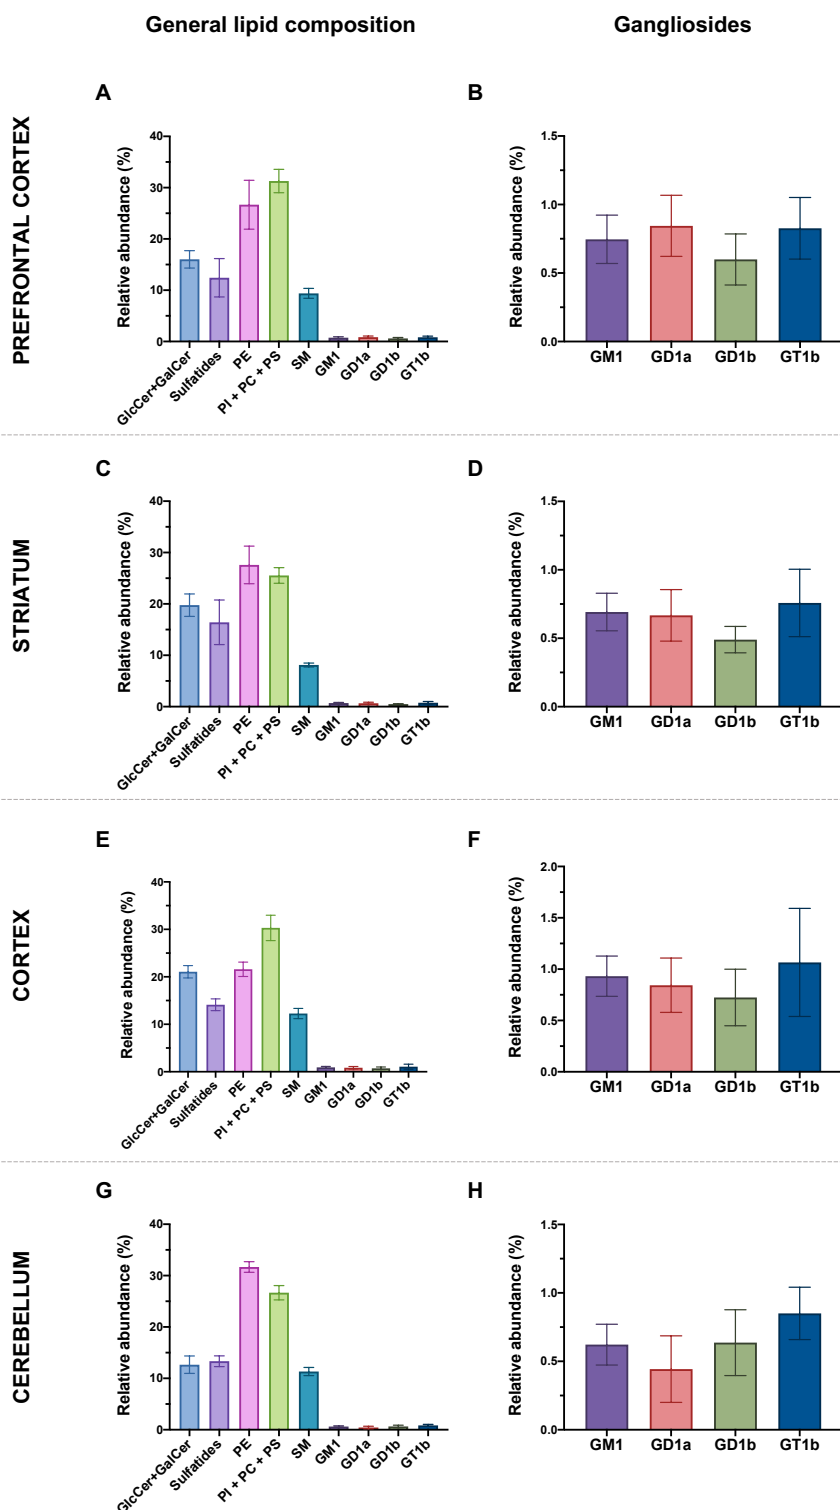 General lipid composition
Gangliosides
PREFRONTAL CORTEX
A
Relative abundance (%)
40
30
20
10
0
GlcCer+GalCer
Sulfatides
PE
PI + PC + PS
SM
GM1
GD1a
GD1b
GT1b
B
Relative abundance (%)
1.5
1.0
0.5
0.0
GM1
GD1a
GD1b
GT1b
STRIATUM
C
Relative abundance (%)
40
30
20
10
0
GlcCer+GalCer
Sulfatides
PE
PI + PC + PS
SM
GM1
GD1a
GD1b
GT1b
D
Relative abundance (%)
1.5
1.0
0.5
0.0
GM1
GD1a
GD1b
GT1b
CORTEX
E
Relative abundance (%)
40
30
20
10
0
GlcCer+GalCer
Sulfatides
PE
PI + PC + PS
SM
GM1
GD1a
GD1b
GT1b
F
Relative abundance (%)
2.0
1.5
1.0
0.5
0.0
GM1
GD1a
GD1b
GT1b
CEREBELLUM
G
Relative abundance (%)
40
30
20
10
0
GlcCer+GalCer
Sulfatides
PE
PI + PC + PS
SM
GM1
GD1a
GD1b
GT1b
H
Relative abundance (%)
1.5
1.0
0.5
0.0
GM1
GD1a
GD1b
GT1b